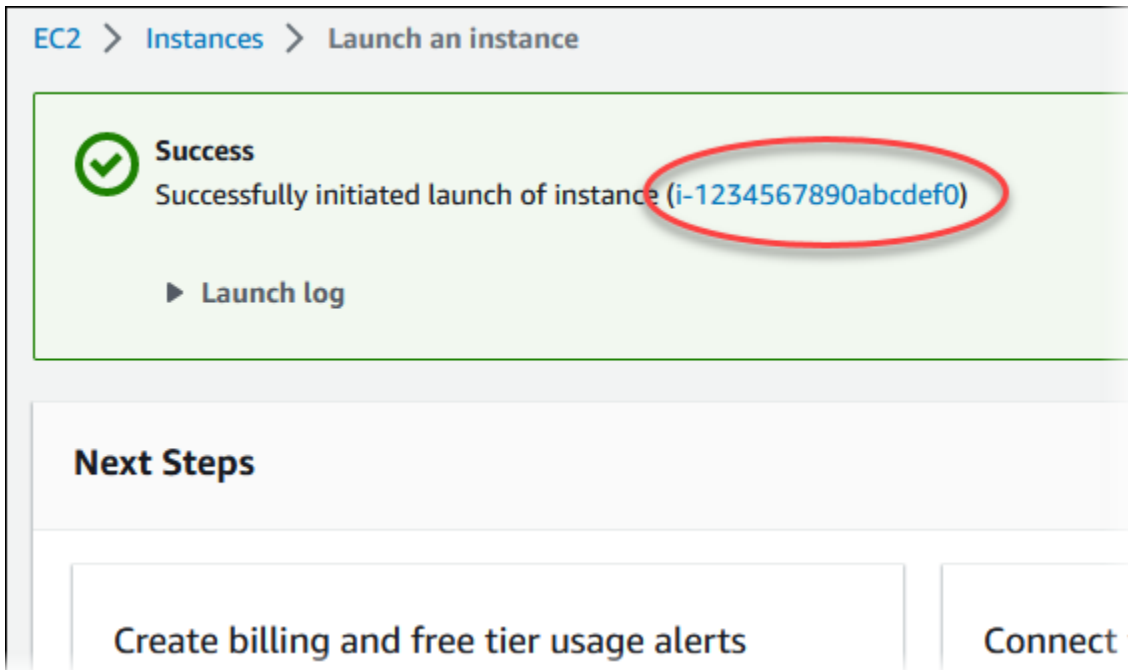 EC2 > Instances > Launch an instance
Success
Successfully initiated launch of instance (i-1234567890abcdef0)
Launch log
Next Steps
Create billing and free tier usage alerts
Connect